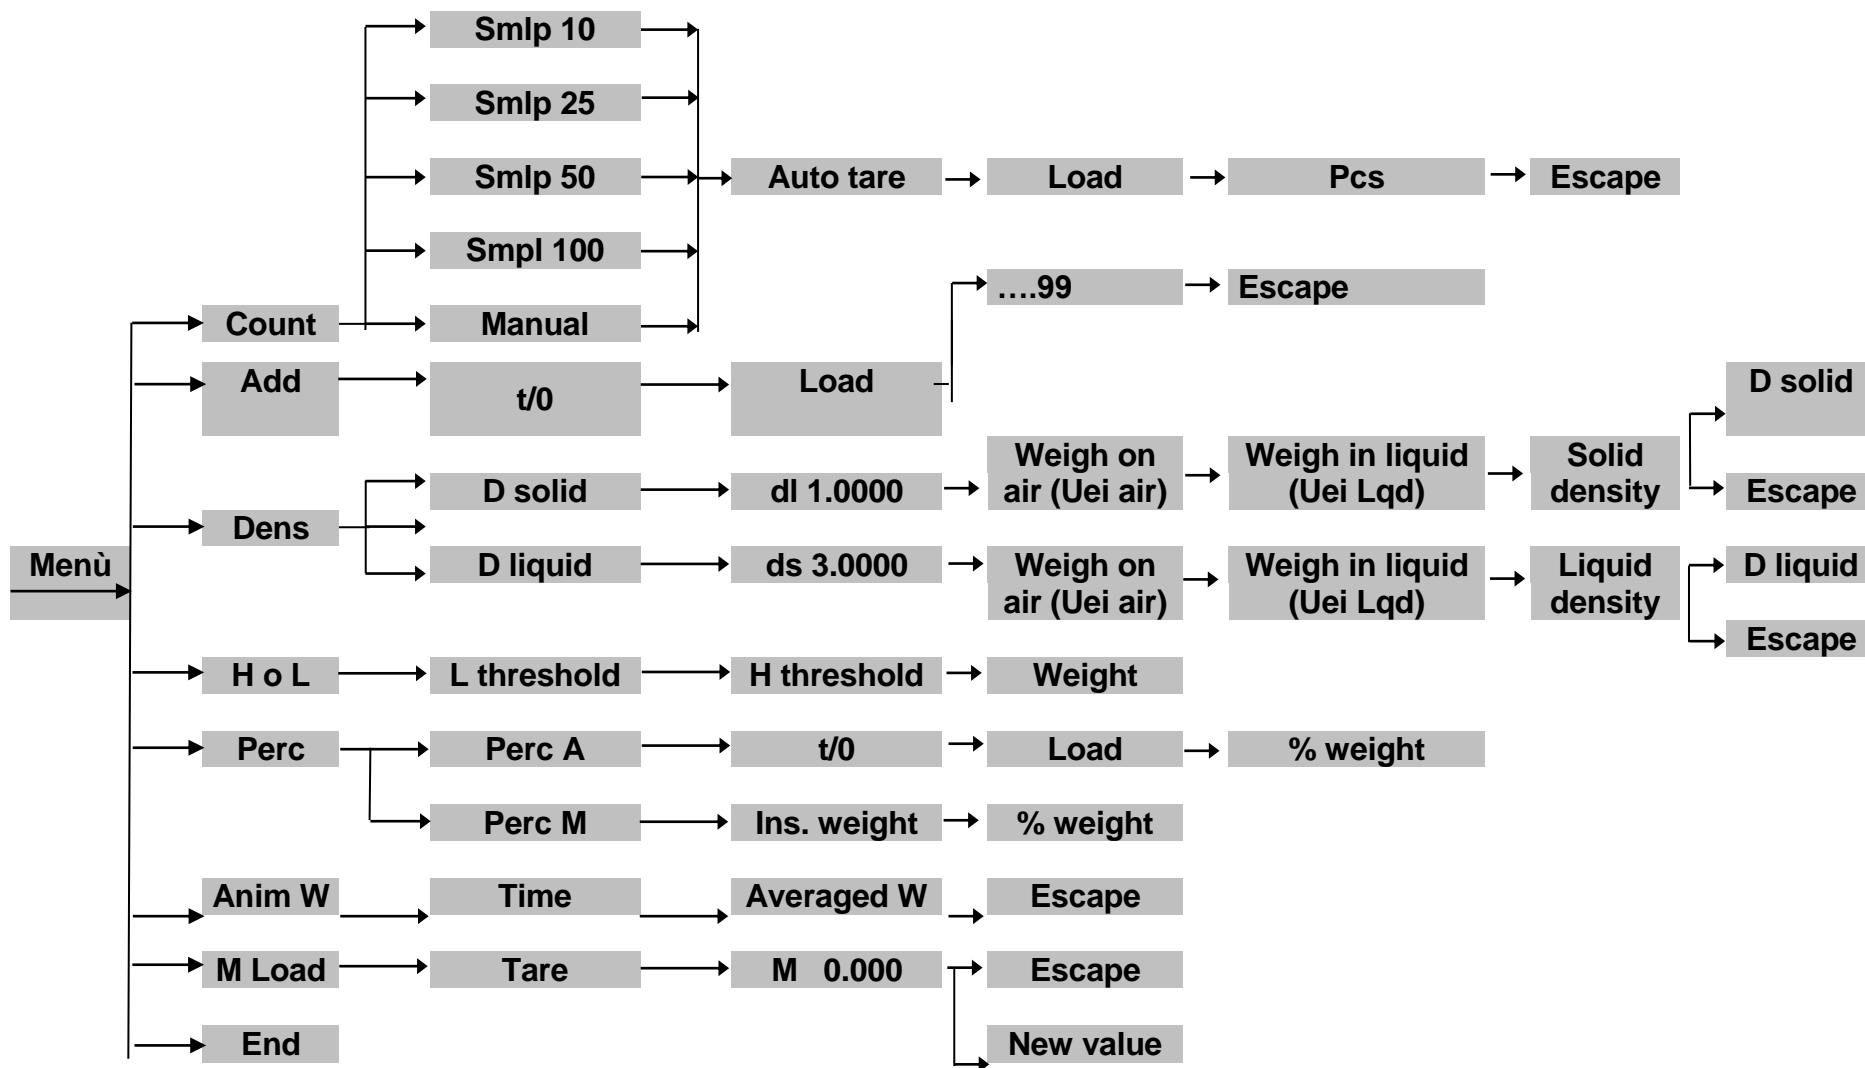 Smlp 10
Smlp 25
Smlp 50 Auto tare Load Pcs Escape
Smpl 100
….99 Escape
Count Manual
Add t/0 Load D solid
D solid dl 1.0000 Weigh on air (Uei air) Weigh in liquid (Uei Lqd) Solid density Escape
Dens
Menù D liquid ds 3.0000 Weigh on air (Uei air) Weigh in liquid (Uei Lqd) Liquid density D liquid
Escape
H o L L threshold H threshold Weight
Perc Perc A t/0 Load % weight
Perc M Ins. weight % weight
Anim W Time Averaged W Escape
M Load Tare M 0.000 Escape
End New value